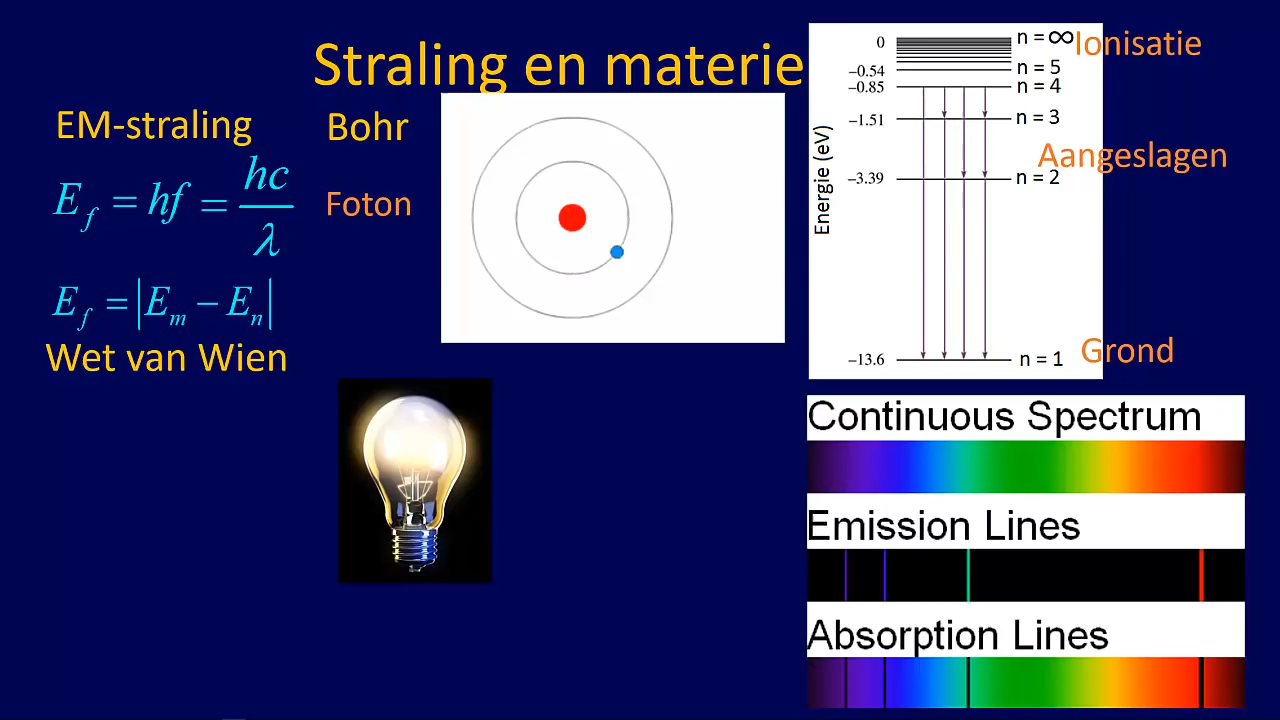 Straling en materie
EM-straling
E_f = hf = hc/λ
E_f = |E_m − E_n|
Wet van Wien
Bohr
Foton
Energie (eV)
0
n = ∞
Ionisatie
−0.54
n = 5
−0.85
n = 4
−1.51
n = 3
Aangeslagen
−3.39
n = 2
−13.6
n = 1
Grond
Continuous Spectrum
Emission Lines
Absorption Lines